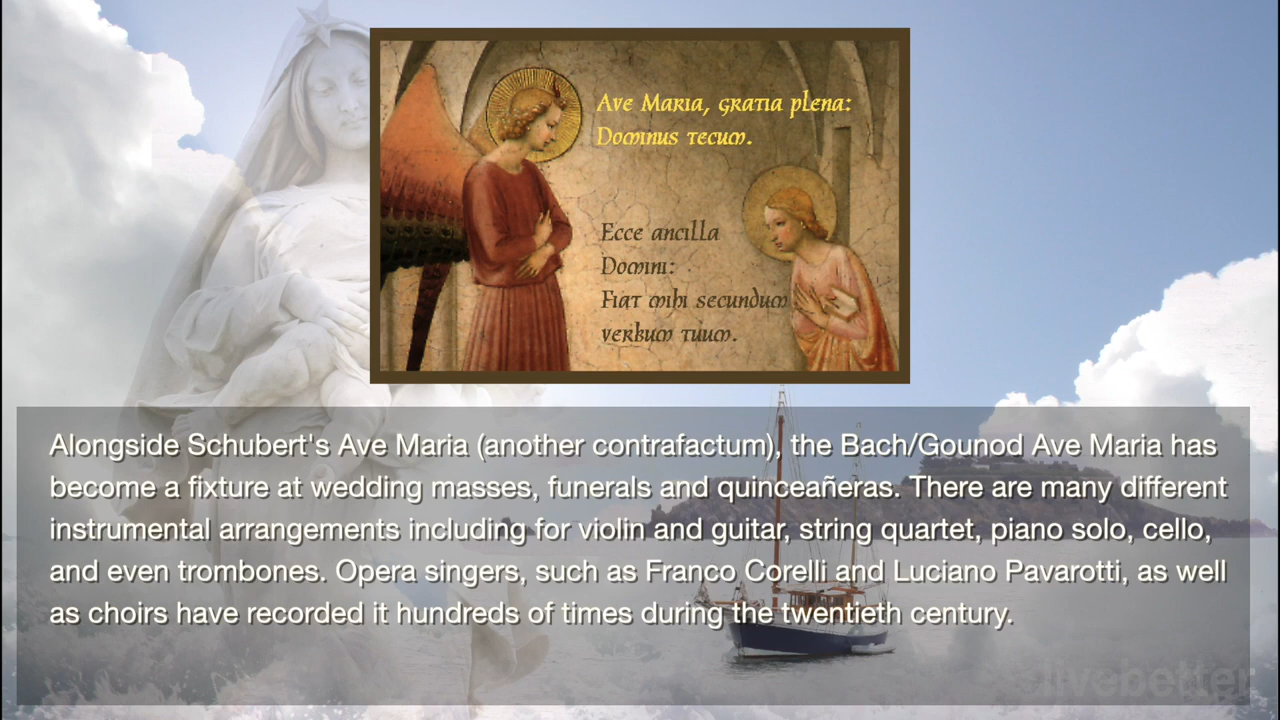 Ave Maria, gratia plena:
Domnus tecum.
Ecce ancilla
Domini:
Fiat mihi secundum
verbum tuum.
Alongside Schubert's Ave Maria (another contrafactum), the Bach/Gounod Ave Maria has
become a fixture at wedding masses, funerals and quinceañeras. There are many different
instrumental arrangements including for violin and guitar, string quartet, piano solo, cello,
and even trombones. Opera singers, such as Franco Corelli and Luciano Pavarotti, as well
as choirs have recorded it hundreds of times during the twentieth century.
livebetter